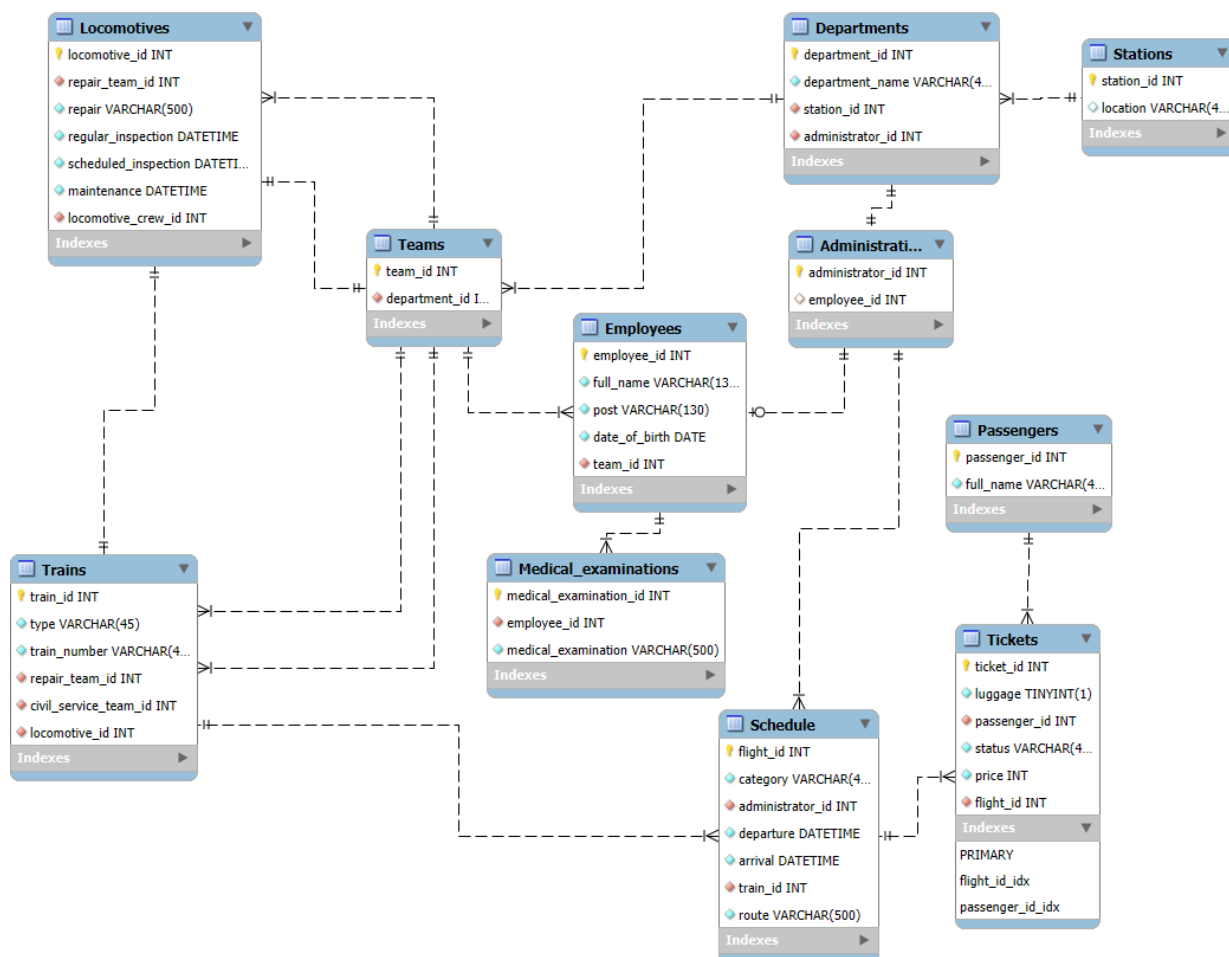 Locomotives
locomotive_id INT
repair_team_id INT
repair VARCHAR(500)
regular_inspection DATETIME
scheduled_inspection DATETI...
maintenance DATETIME
locomotive_crew_id INT
Indexes
Departments
department_id INT
department_name VARCHAR(4...
station_id INT
administrator_id INT
Indexes
Stations
station_id INT
location VARCHAR(4...
Indexes
Teams
team_id INT
department_id I...
Indexes
Administrati...
administrator_id INT
employee_id INT
Indexes
Employees
employee_id INT
full_name VARCHAR(13...
post VARCHAR(130)
date_of_birth DATE
team_id INT
Indexes
Passengers
passenger_id INT
full_name VARCHAR(4...
Indexes
Trains
train_id INT
type VARCHAR(45)
train_number VARCHAR(4...
repair_team_id INT
civil_service_team_id INT
locomotive_id INT
Indexes
Medical_examinations
medical_examination_id INT
employee_id INT
medical_examination VARCHAR(500)
Indexes
Schedule
flight_id INT
category VARCHAR(4...
administrator_id INT
departure DATETIME
arrival DATETIME
train_id INT
route VARCHAR(500)
Indexes
Tickets
ticket_id INT
luggage TINYINT(1)
passenger_id INT
status VARCHAR(4...
price INT
flight_id INT
Indexes
PRIMARY
flight_id_idx
passenger_id_idx